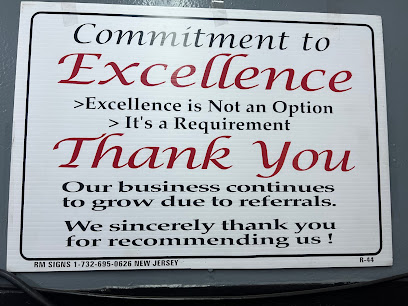 Commitment to
Excellence
>Excellence is Not an Option
> It's a Requirement
Thank You
Our business continues
to grow due to referrals.
We sincerely thank you
for recommending us !
RM SIGNS 1-732-695-0626 NEW JERSEY R-44